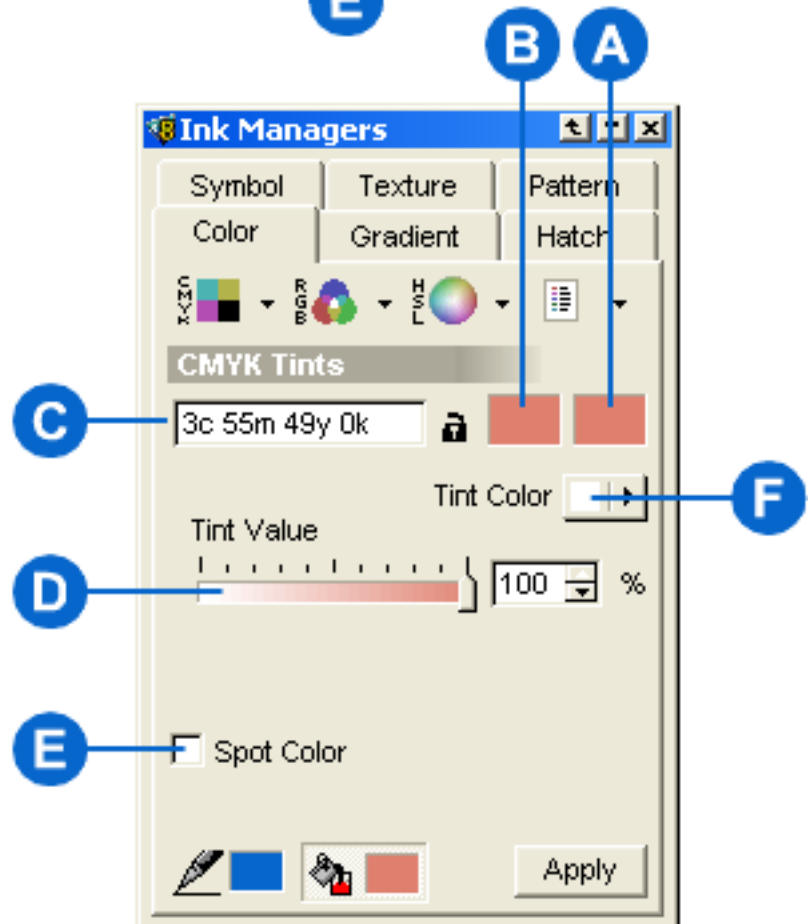 E
B A
Ink Managers
Symbol Texture Pattern
Color Gradient Hatch
CMYK RGB HSL
CMYK Tints
C 3c 55m 49y 0k
Tint Color F
Tint Value
D 100 %
E Spot Color
Apply